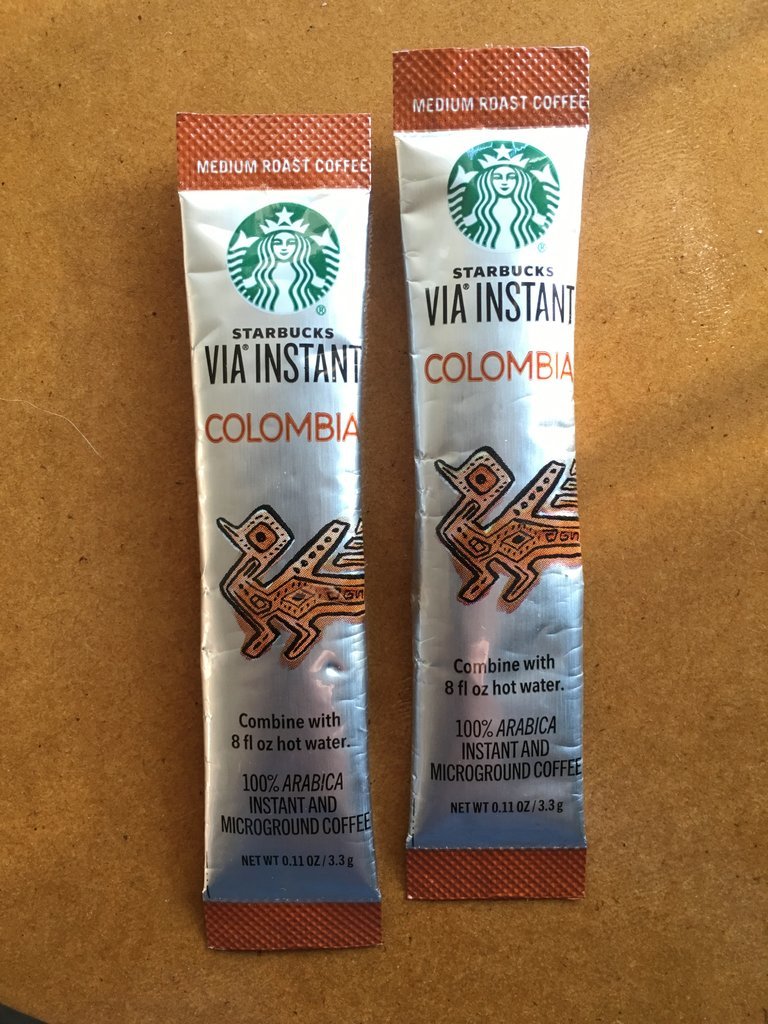 MEDIUM ROAST COFFEE
®
STARBUCKS
VIA® INSTANT
COLOMBIA
Combine with
8 fl oz hot water.
100% ARABICA
INSTANT AND
MICROGROUND COFFEE
NET WT 0.11 OZ / 3.3 g
MEDIUM ROAST COFFEE
®
STARBUCKS
VIA® INSTANT
COLOMBIA
Combine with
8 fl oz hot water.
100% ARABICA
INSTANT AND
MICROGROUND COFFEE
NET WT 0.11 OZ / 3.3 g